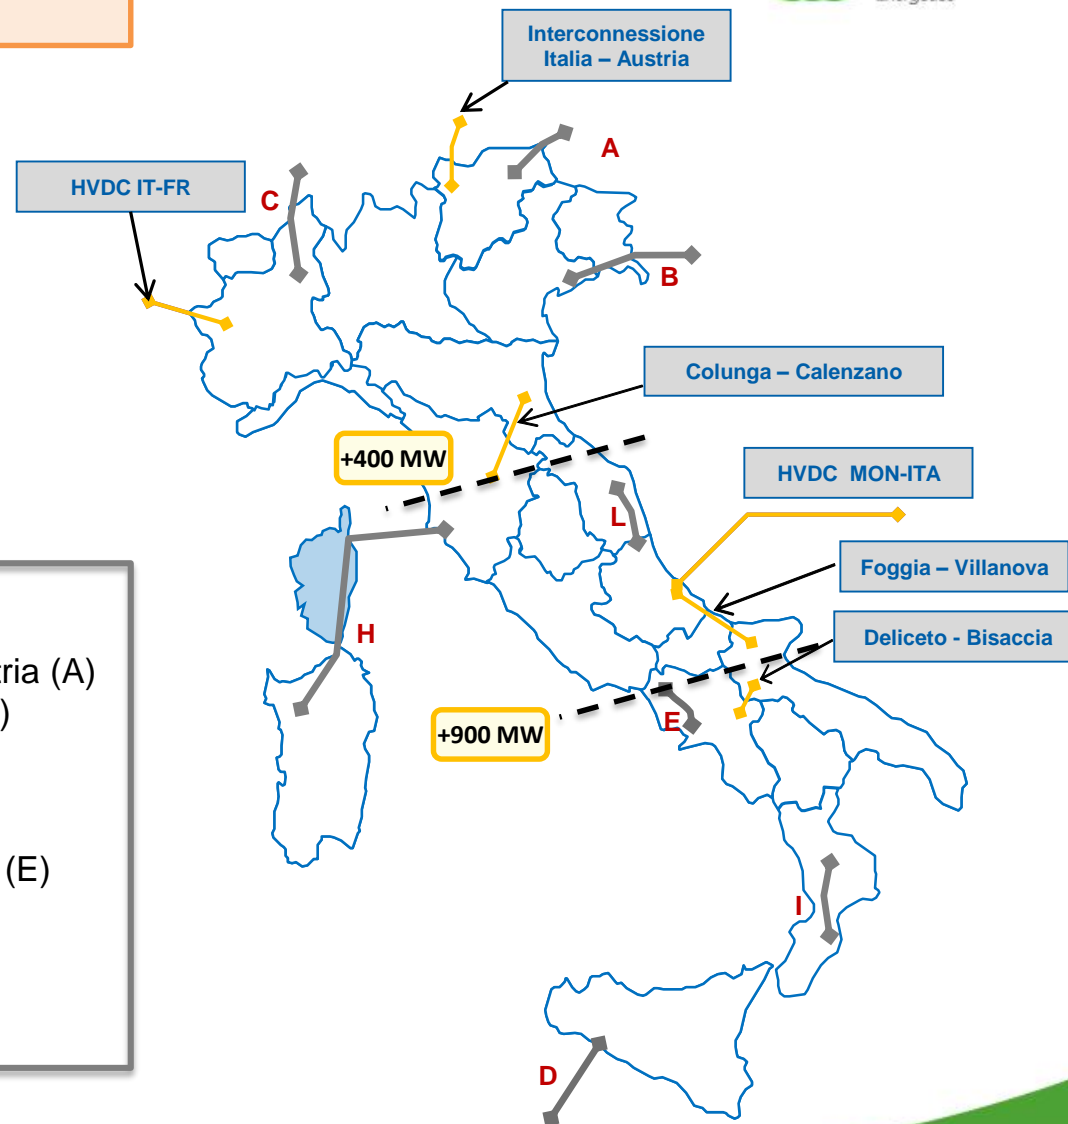 Interconnessione
Italia – Austria
A
HVDC IT-FR
C
B
Colunga – Calenzano
+400 MW
HVDC MON-ITA
L
Foggia – Villanova
Deliceto - Bisaccia
H
tria (A)
)
E
+900 MW
(E)
I
D